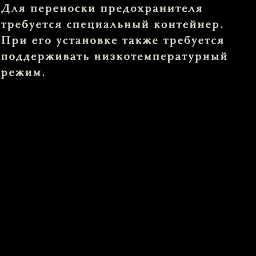 Для переноски предохранителя
требуется специальный контейнер.
При его установке также требуется
поддерживать низкотемпературный
режим.